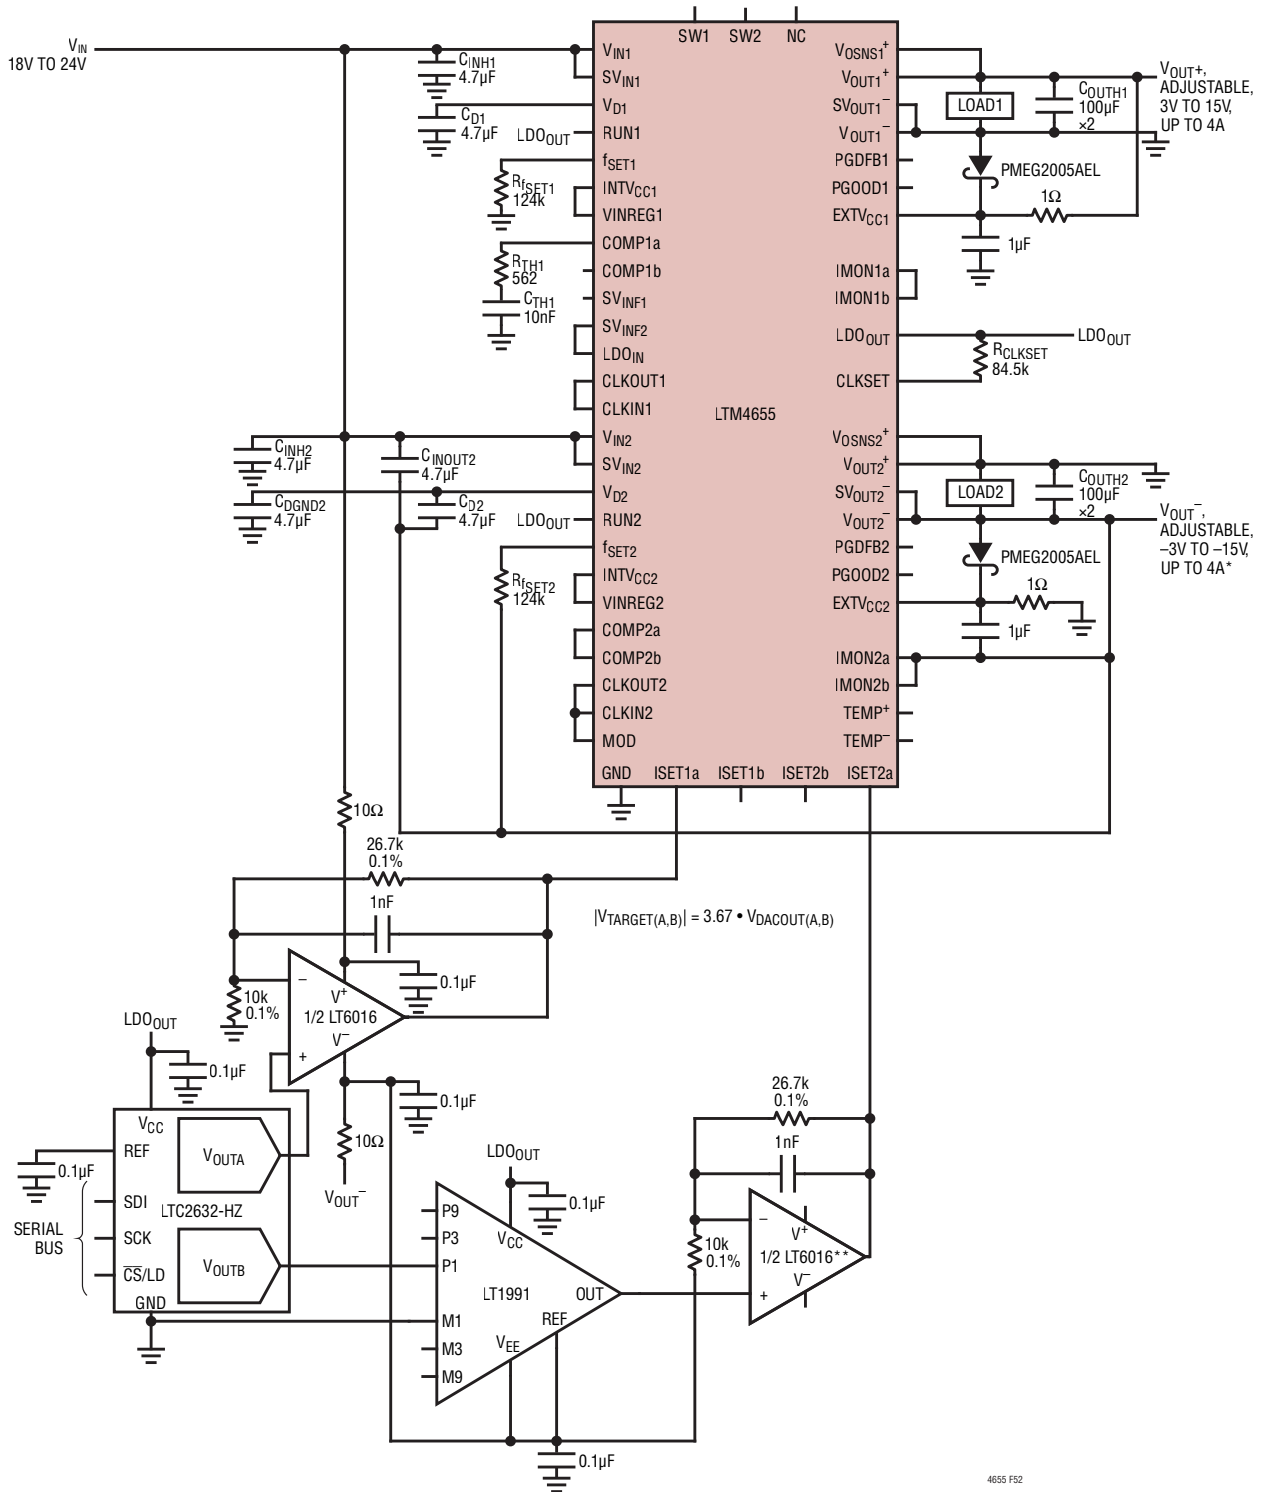 SW1 SW2 NC
V_IN
18V TO 24V
C_INH1
4.7µF
C_D1
4.7µF
LDO_OUT
R_fSET1
124k
R_TH1
562
C_TH1
10nF
V_IN1
SV_IN1
V_D1
RUN1
f_SET1
INTV_CC1
VINREG1
COMP1a
COMP1b
SV_INF1
SV_INF2
LDO_IN
CLKOUT1
CLKIN1
V_IN2
SV_IN2
V_D2
RUN2
f_SET2
INTV_CC2
VINREG2
COMP2a
COMP2b
CLKOUT2
CLKIN2
MOD
LTM4655
V_OSNS1^+
V_OUT1^+
SV_OUT1^–
V_OUT1^–
PGDFB1
PGOOD1
EXTV_CC1
IMON1a
IMON1b
LDO_OUT
CLKSET
V_OSNS2^+
V_OUT2^+
SV_OUT2^–
V_OUT2^–
PGDFB2
PGOOD2
EXTV_CC2
IMON2a
IMON2b
TEMP^+
TEMP^–
GND ISET1a ISET1b ISET2b ISET2a
LOAD1
C_OUTH1
100µF
×2
V_OUT+,
ADJUSTABLE,
3V TO 15V,
UP TO 4A
PMEG2005AEL
1Ω
1µF
LDO_OUT
R_CLKSET
84.5k
C_INH2
4.7µF
C_INOUT2
4.7µF
C_DGND2
4.7µF
C_D2
4.7µF
LDO_OUT
R_fSET2
124k
LOAD2
C_OUTH2
100µF
×2
V_OUT^–,
ADJUSTABLE,
–3V TO –15V,
UP TO 4A*
PMEG2005AEL
1Ω
1µF
10Ω
26.7k
0.1%
1nF
|V_TARGET(A,B)| = 3.67 • V_DACOUT(A,B)
0.1µF
10k
0.1%
–
V^+
1/2 LT6016
V^–
+
LDO_OUT
0.1µF
0.1µF
10Ω
V_OUT^–
V_CC
REF
0.1µF
V_OUTA
SDI
LTC2632-HZ
SERIAL
BUS
SCK
V_OUTB
CS/LD
GND
LDO_OUT
0.1µF
P9
P3
P1
V_CC
LT1991
OUT
REF
M1
V_EE
M3
M9
0.1µF
26.7k
0.1%
1nF
10k
0.1%
–
V^+
1/2 LT6016**
V^–
+
4655 F52